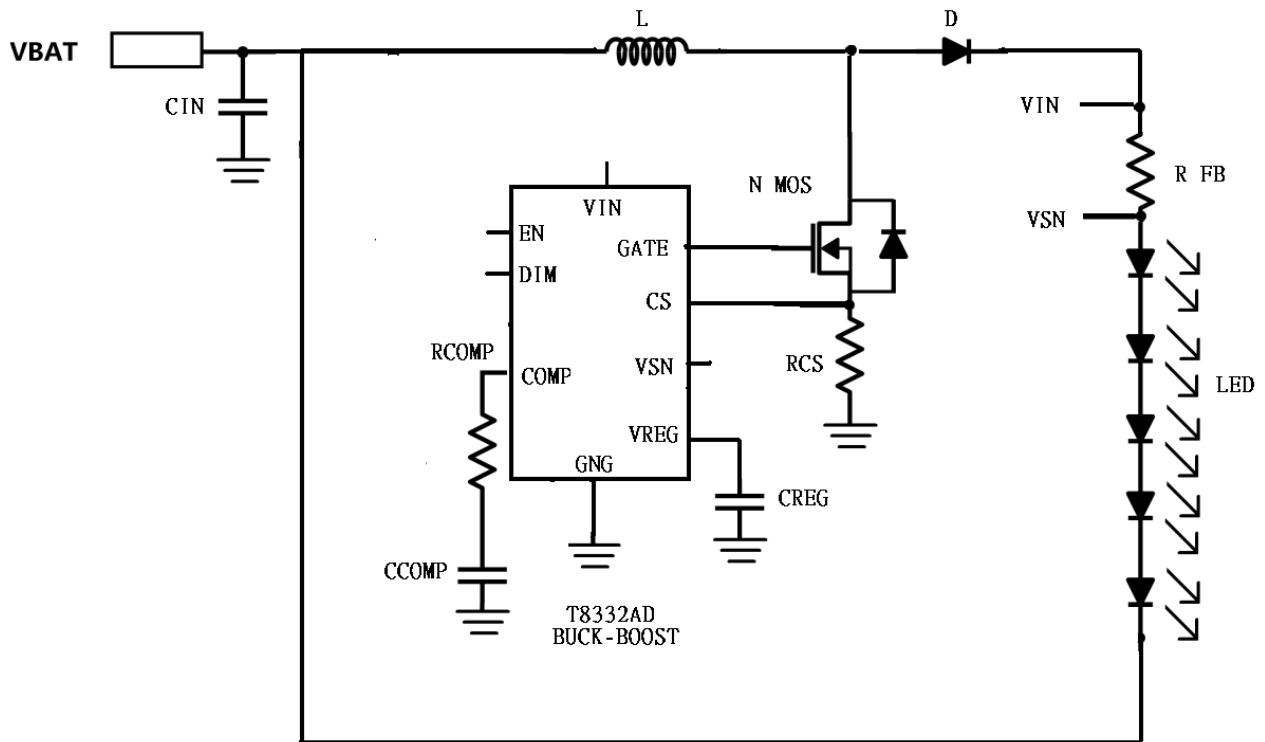 L
D
VBAT
CIN
VIN
R FB
N MOS
VIN
VSN
EN
GATE
DIM
CS
RCOMP
COMP
VSN
RCS
LED
VREG
GNG
CREG
CCOMP
T8332AD
BUCK-BOOST